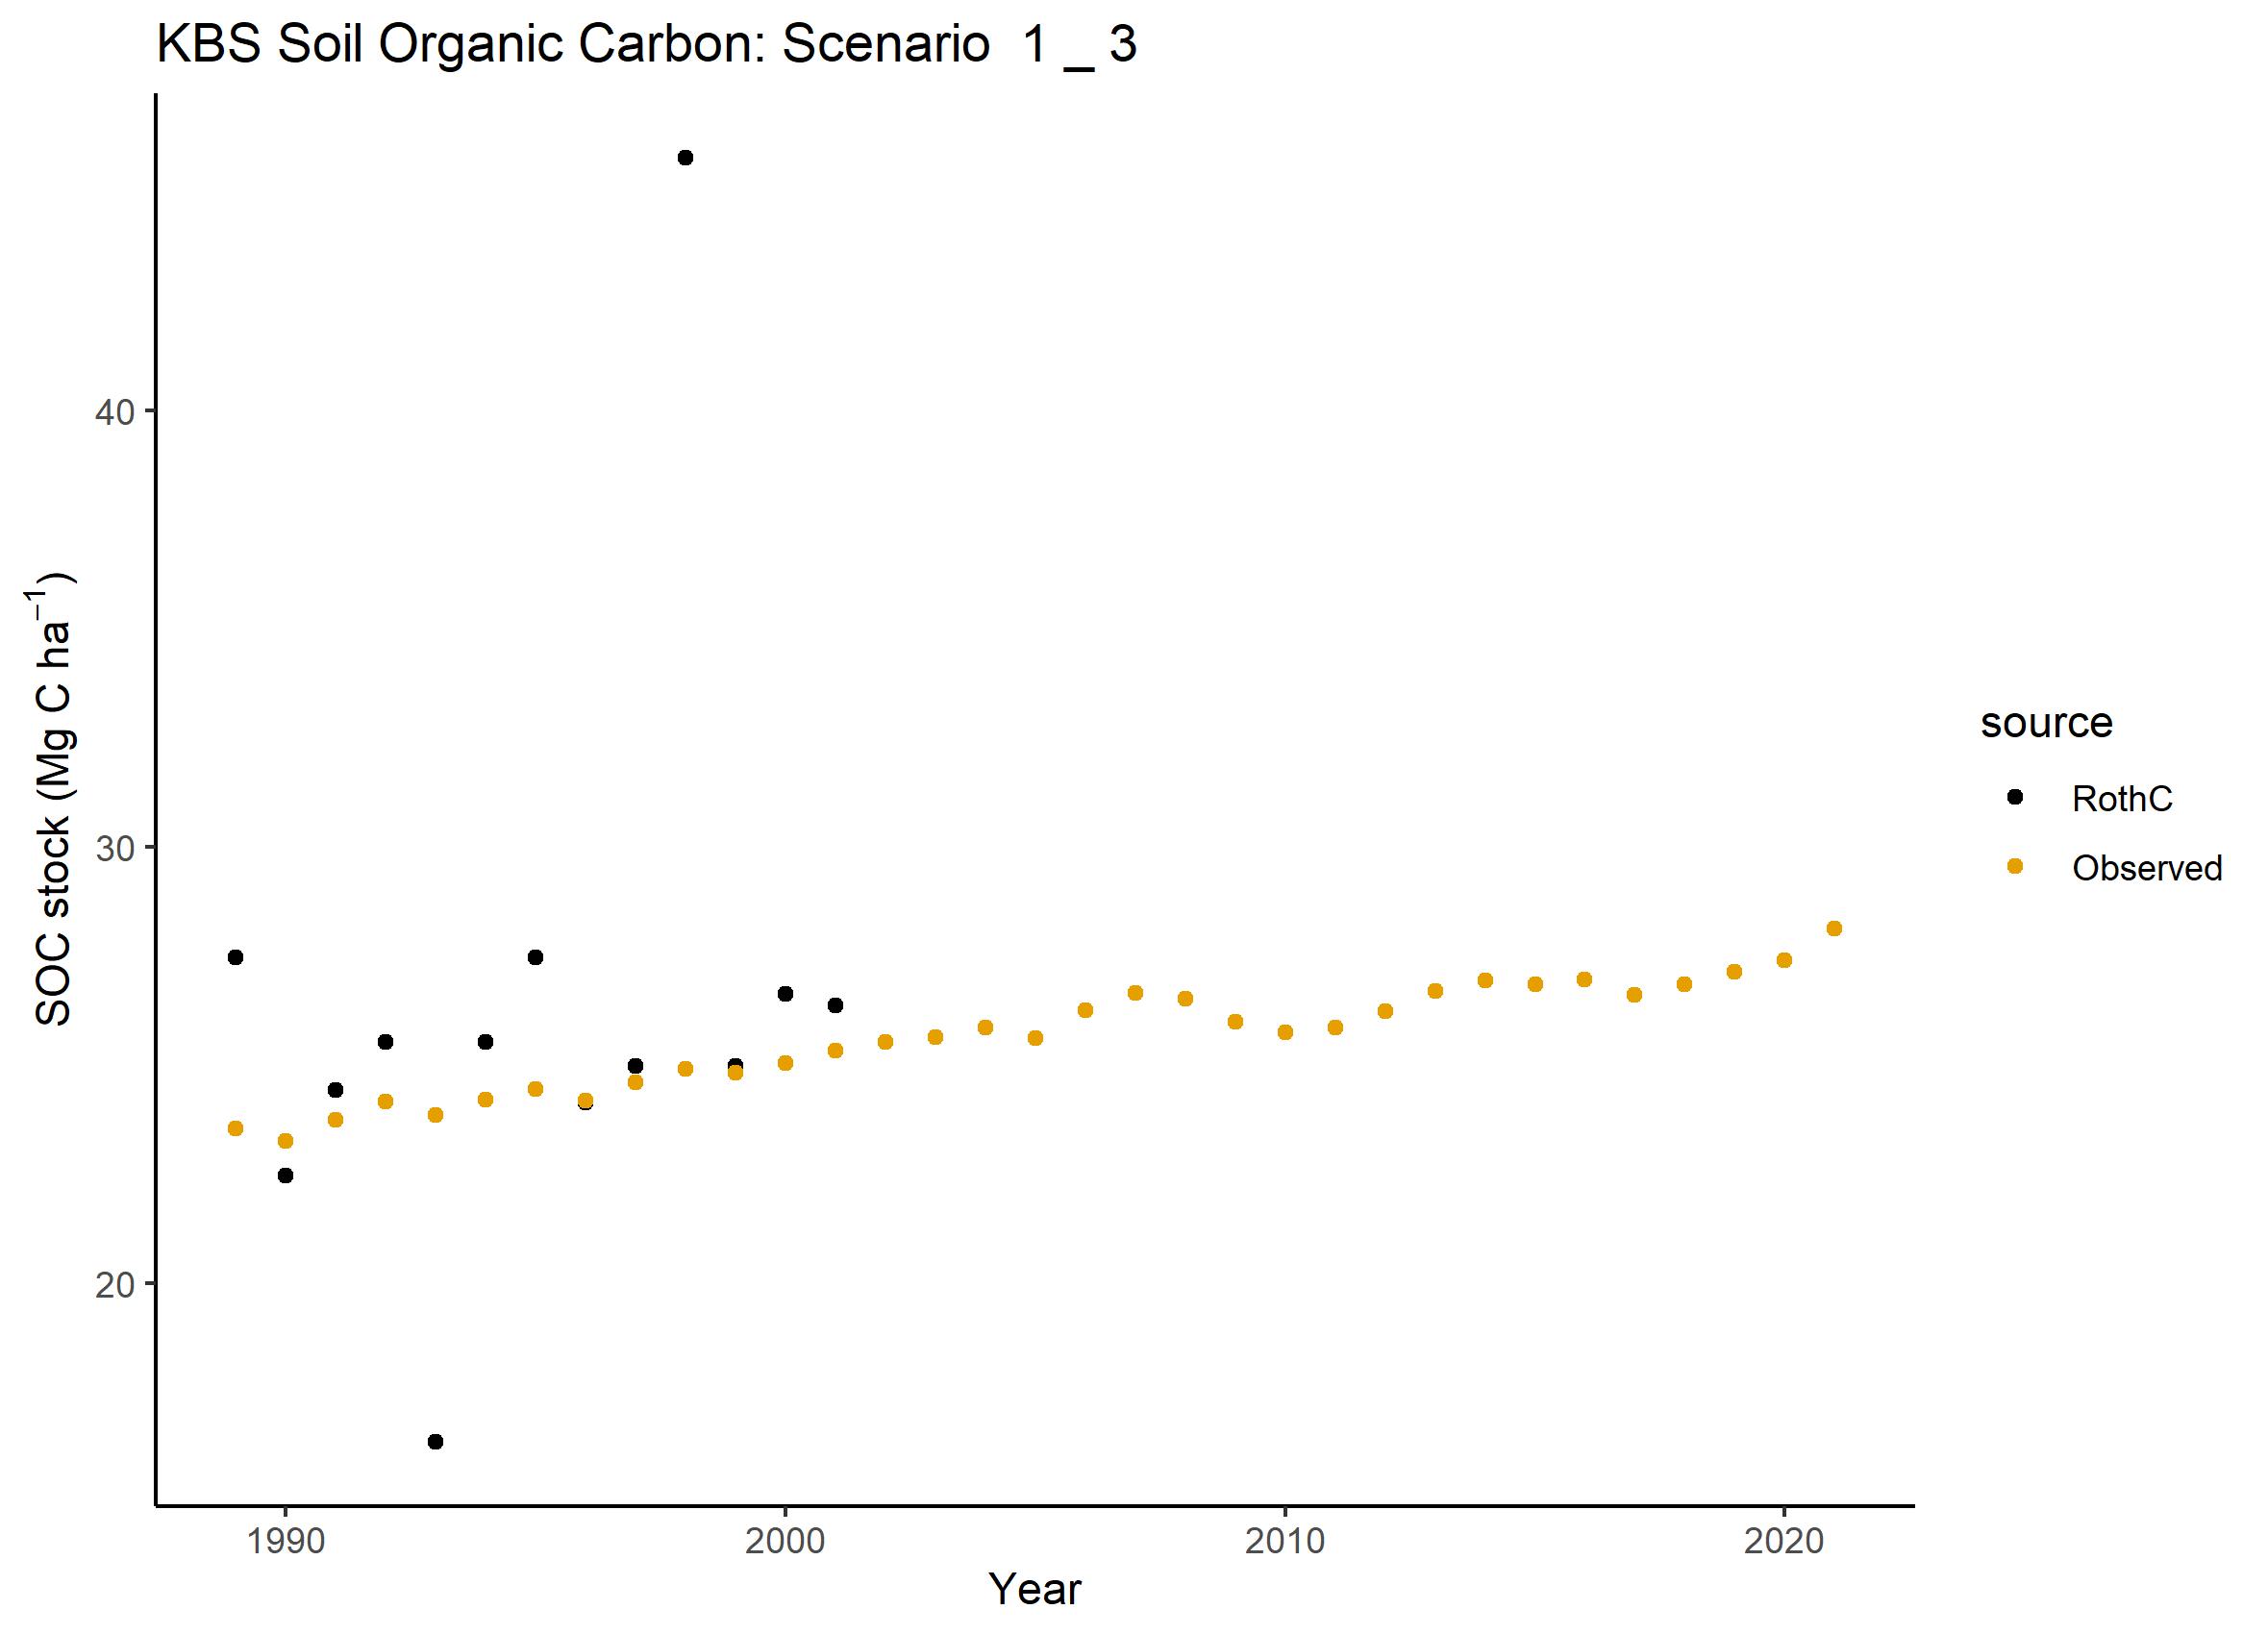 KBS Soil Organic Carbon: Scenario  1 _ 3
SOC stock (Mg C ha⁻¹)
40
30
20
1990 2000 2010 2020
Year
source
RothC
Observed